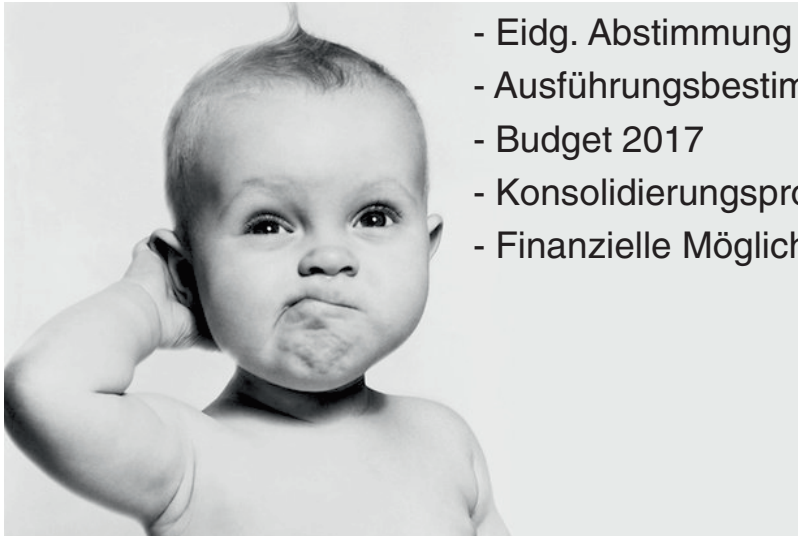 - Eidg. Abstimmung
- Ausführungsbestim
- Budget 2017
- Konsolidierungspro
- Finanzielle Möglich